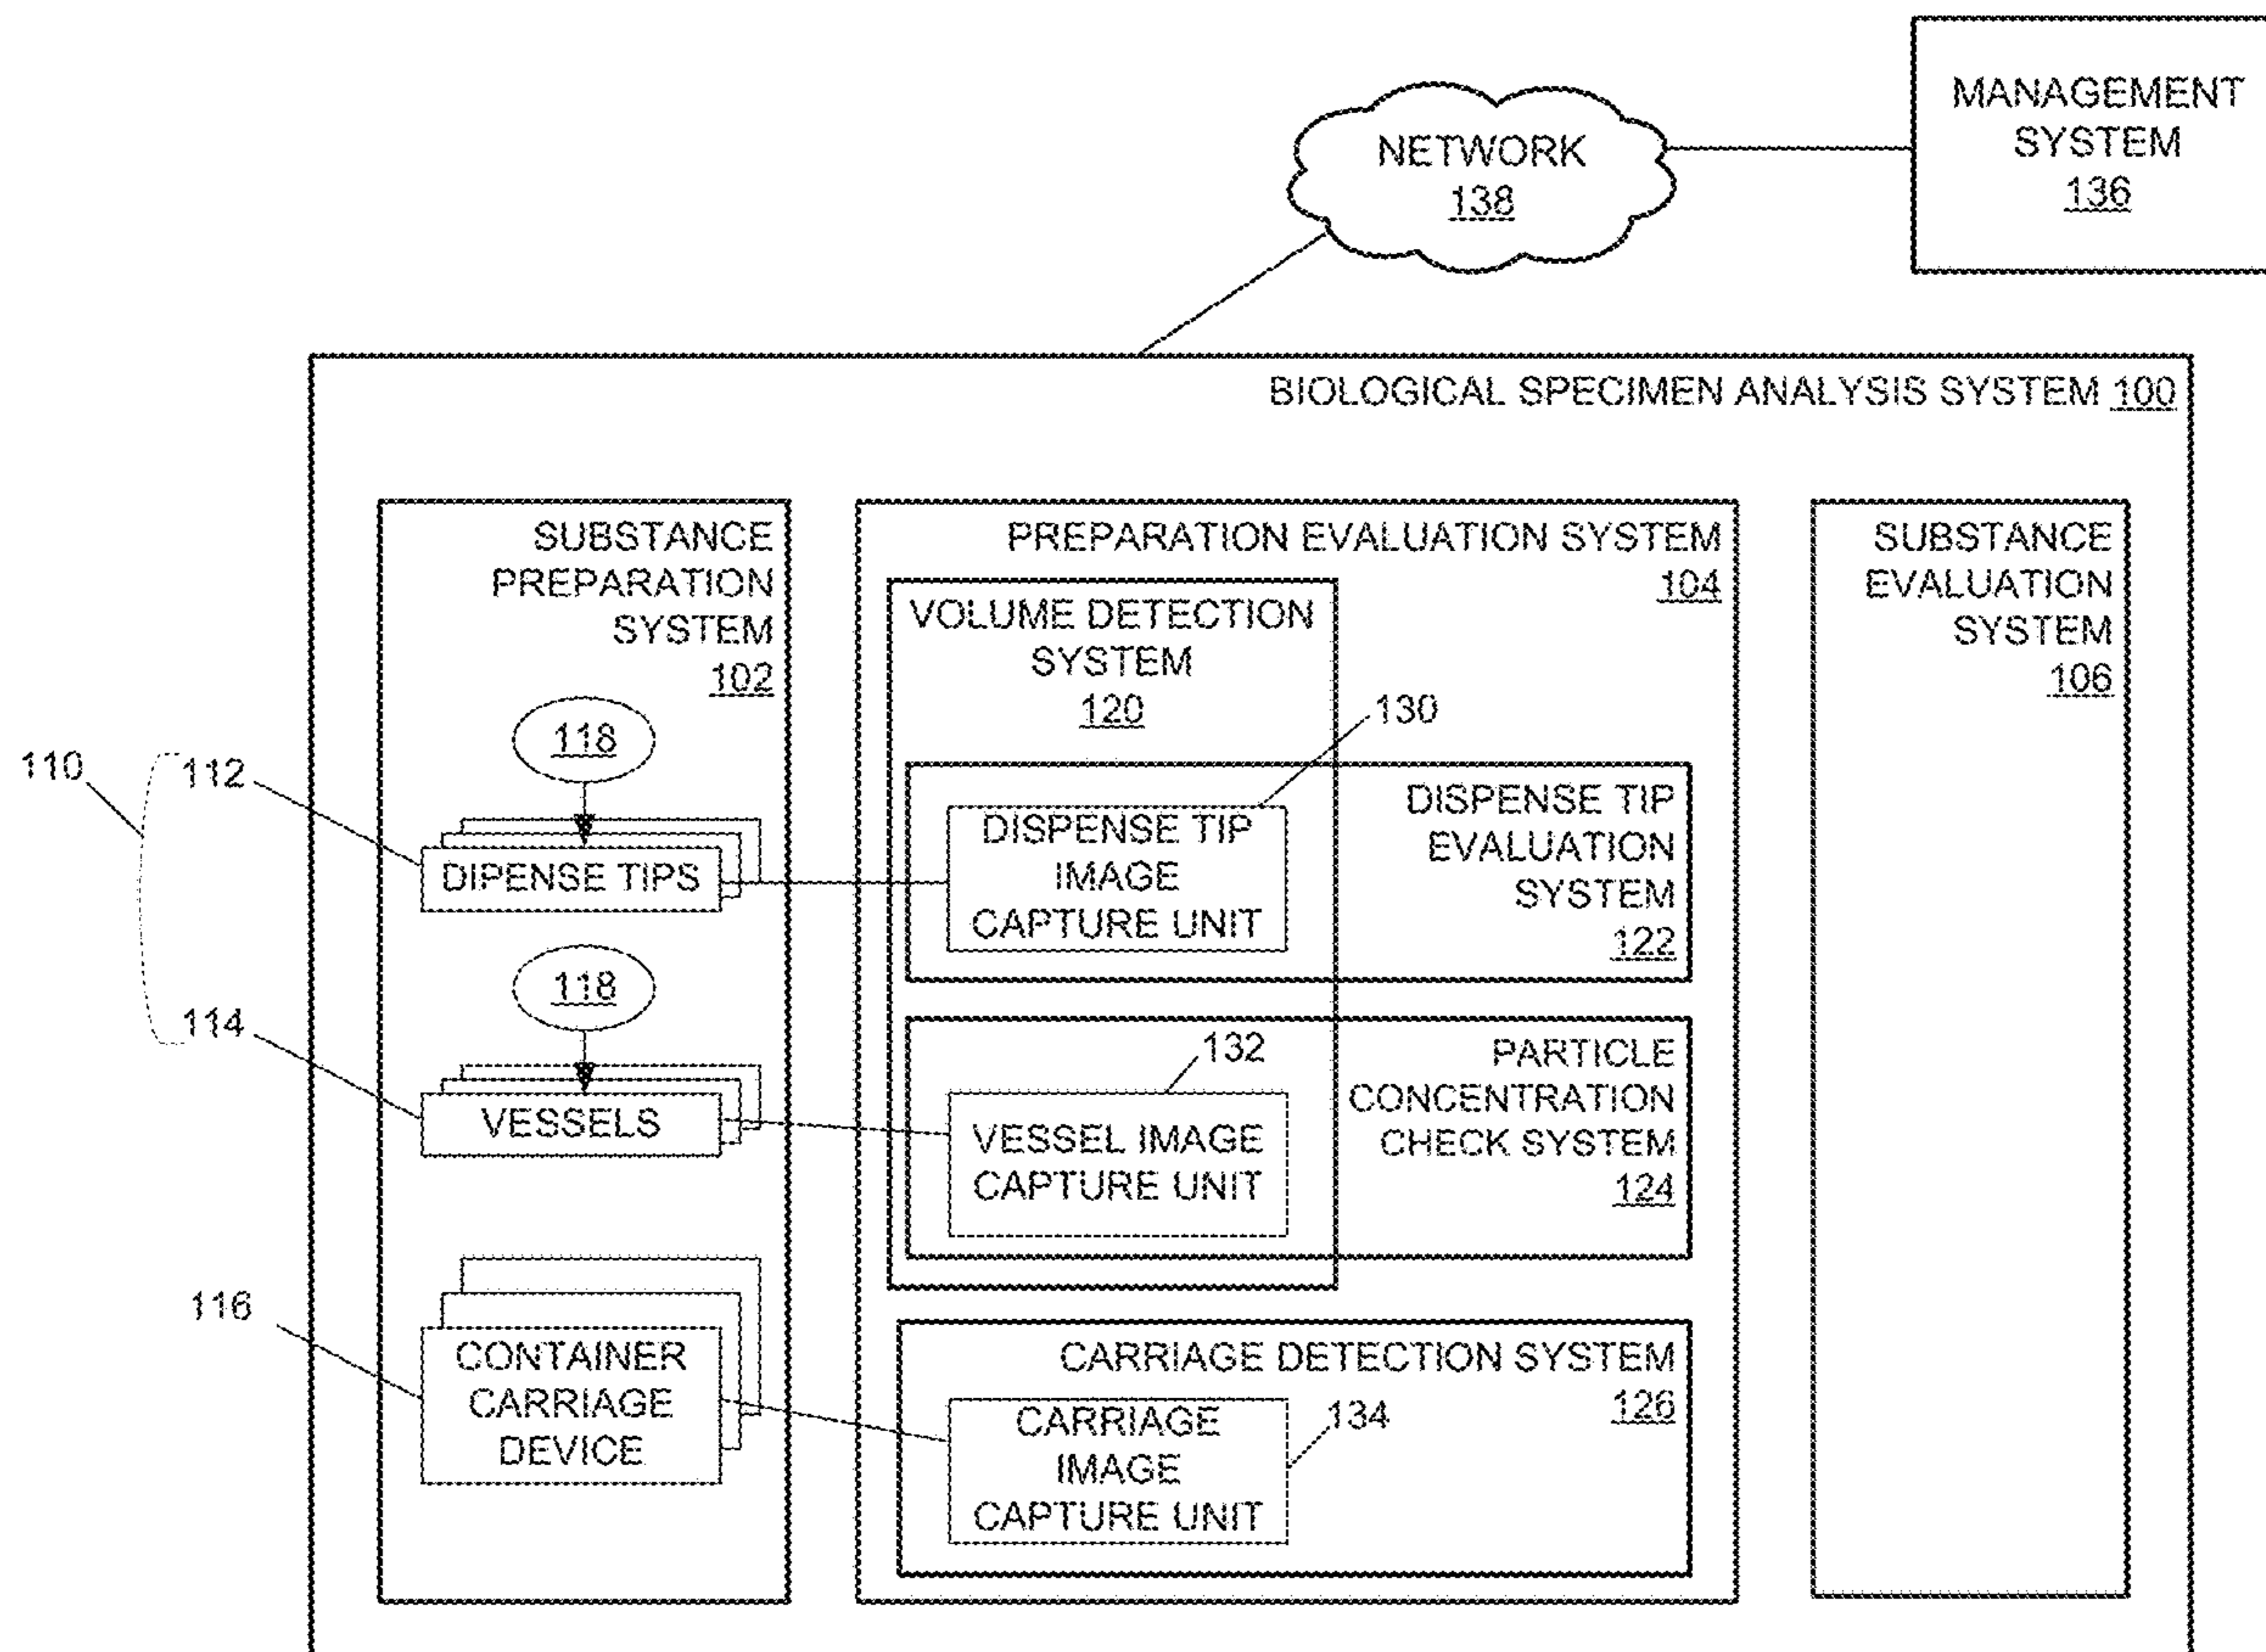 MANAGEMENT
SYSTEM
136
NETWORK
138
BIOLOGICAL SPECIMEN ANALYSIS SYSTEM 100
SUBSTANCE
PREPARATION
SYSTEM
102
118
110
112
DIPENSE TIPS
118
114
VESSELS
116
CONTAINER
CARRIAGE
DEVICE
PREPARATION EVALUATION SYSTEM
104
VOLUME DETECTION
SYSTEM
120
130
DISPENSE TIP
IMAGE
CAPTURE UNIT
DISPENSE TIP
EVALUATION
SYSTEM
122
132
VESSEL IMAGE
CAPTURE UNIT
PARTICLE
CONCENTRATION
CHECK SYSTEM
124
CARRIAGE DETECTION SYSTEM
126
CARRIAGE
IMAGE
CAPTURE UNIT
134
SUBSTANCE
EVALUATION
SYSTEM
106